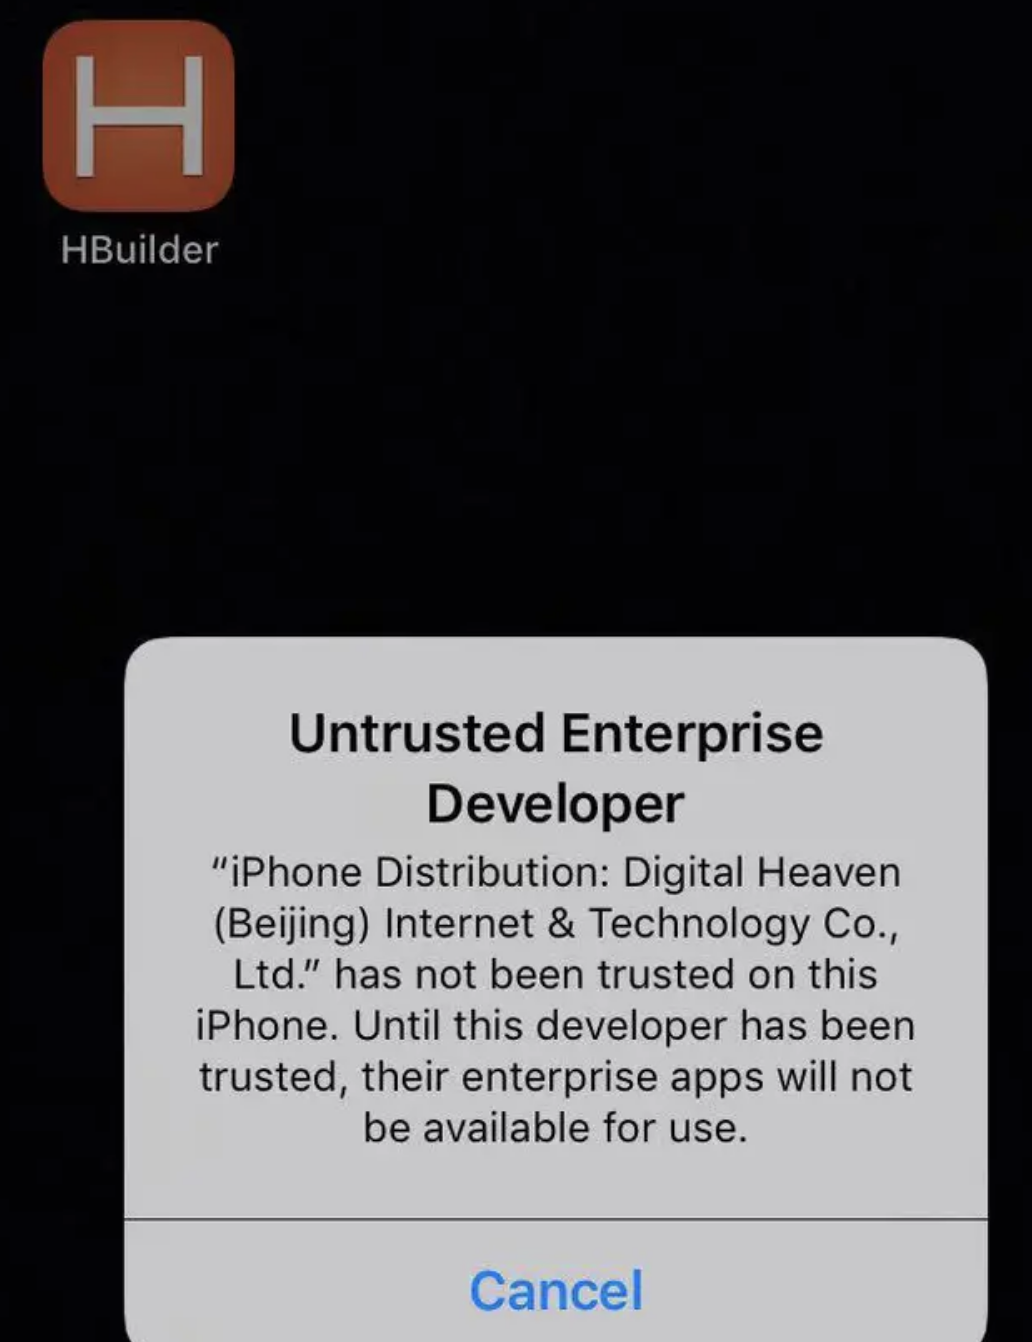 H
HBuilder
Untrusted Enterprise
Developer
“iPhone Distribution: Digital Heaven
(Beijing) Internet & Technology Co.,
Ltd.” has not been trusted on this
iPhone. Until this developer has been
trusted, their enterprise apps will not
be available for use.
Cancel